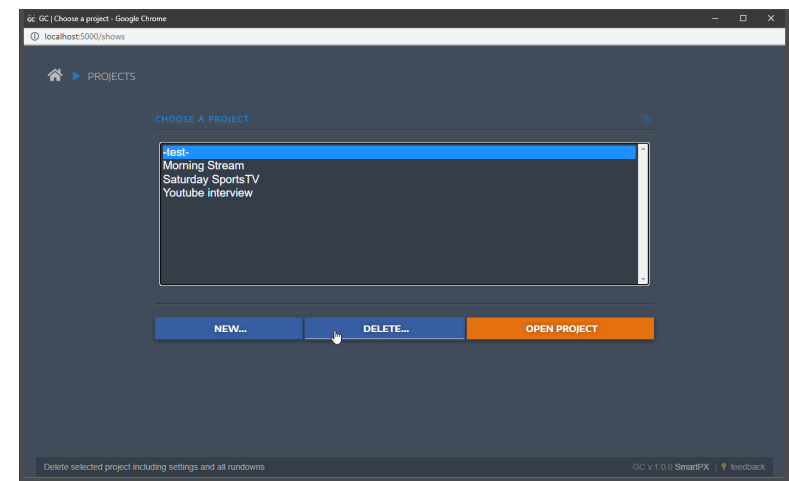 GC GC | Choose a project - Google Chrome
localhost:5000/shows
PROJECTS
CHOOSE A PROJECT
-test-
Morning Stream
Saturday SportsTV
Youtube interview
NEW... DELETE... OPEN PROJECT
Delete selected project including settings and all rundowns GC v.1.0.0 SmartPX | feedback